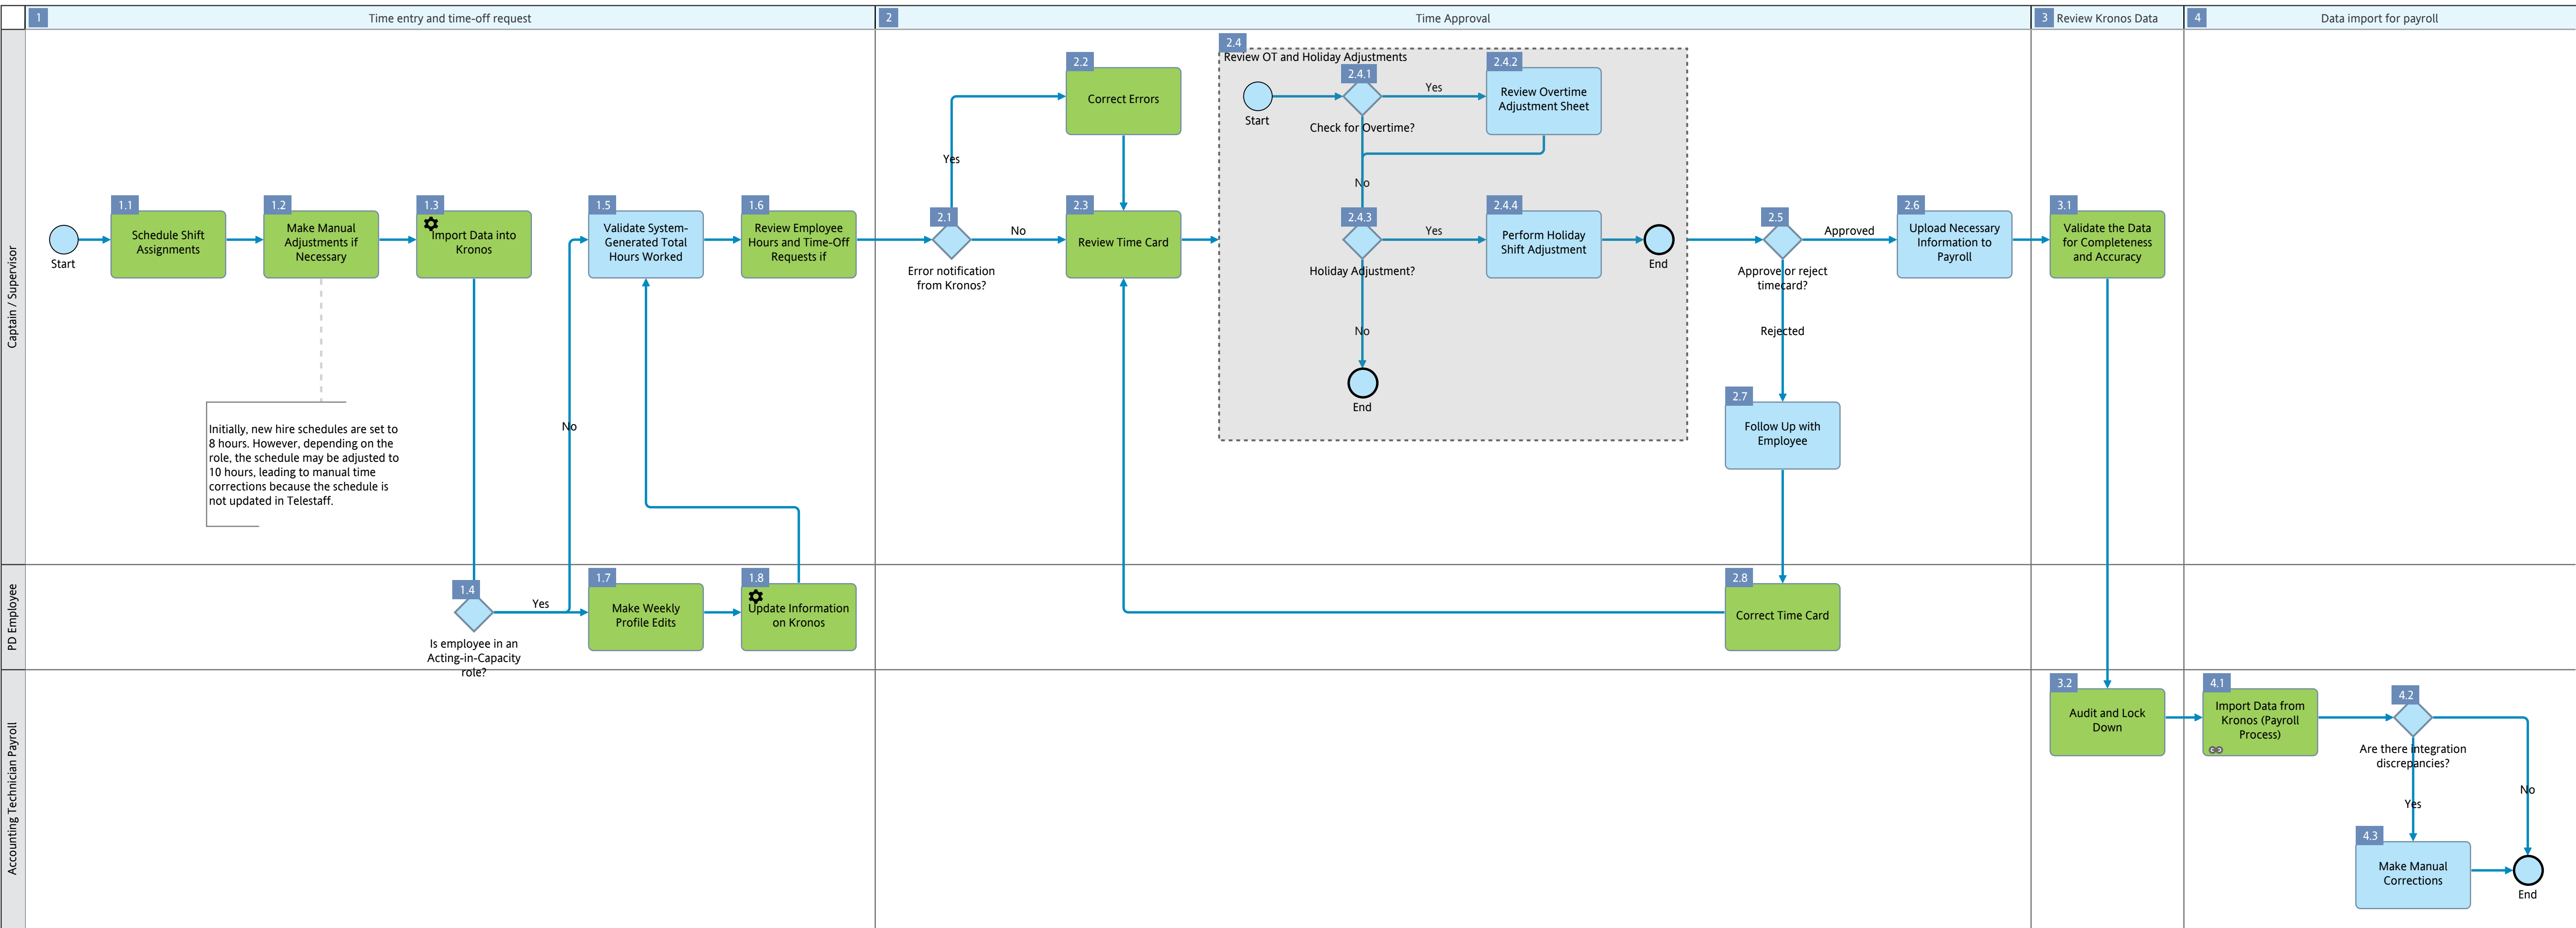 1
Time entry and time-off request
2
Time Approval
3
Review Kronos Data
4
Data import for payroll
Captain / Supervisor
Start
1.1
Schedule Shift
Assignments
1.2
Make Manual
Adjustments if
Necessary
1.3
Import Data into
Kronos
1.5
Validate System-
Generated Total
Hours Worked
1.6
Review Employee
Hours and Time-Off
Requests if
Initially, new hire schedules are set to
8 hours. However, depending on the
role, the schedule may be adjusted to
10 hours, leading to manual time
corrections because the schedule is
not updated in Telestaff.
No
2.1
Error notification
from Kronos?
Yes
No
2.2
Correct Errors
2.3
Review Time Card
2.4
Review OT and Holiday Adjustments
Start
2.4.1
Check for Overtime?
Yes
2.4.2
Review Overtime
Adjustment Sheet
No
2.4.3
Holiday Adjustment?
Yes
2.4.4
Perform Holiday
Shift Adjustment
End
No
End
2.5
Approve or reject
timecard?
Approved
2.6
Upload Necessary
Information to
Payroll
Rejected
2.7
Follow Up with
Employee
3.1
Validate the Data
for Completeness
and Accuracy
PD Employee
1.4
Is employee in an
Acting-in-Capacity
role?
Yes
1.7
Make Weekly
Profile Edits
1.8
Update Information
on Kronos
2.8
Correct Time Card
Accounting Technician Payroll
3.2
Audit and Lock
Down
4.1
Import Data from
Kronos (Payroll
Process)
4.2
Are there integration
discrepancies?
Yes
No
4.3
Make Manual
Corrections
End